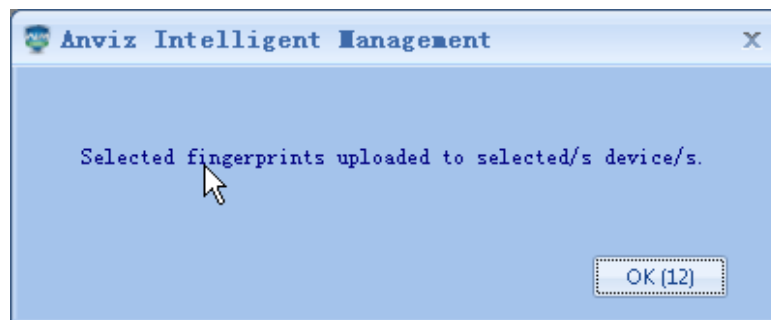 Anviz Intelligent Management
Selected fingerprints uploaded to selected/s device/s.
OK (12)